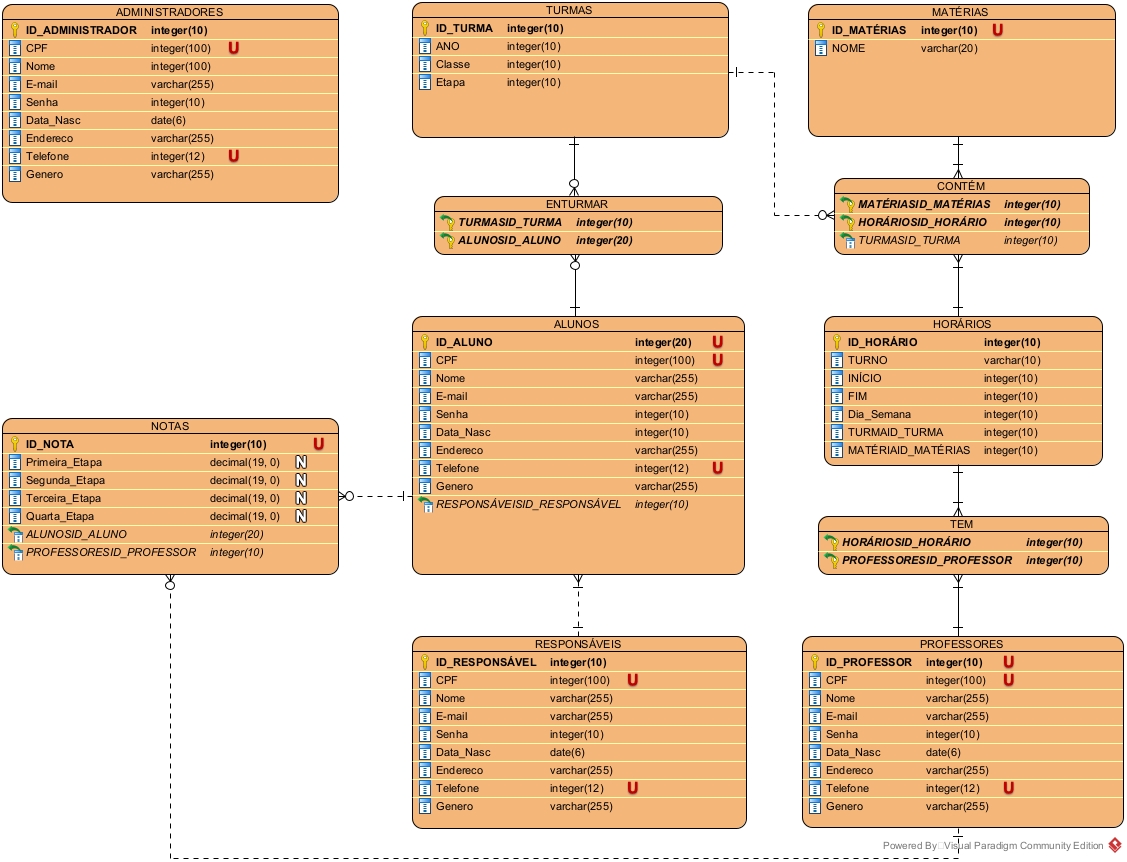 ADMINISTRADORES
ID_ADMINISTRADOR integer(10)
CPF integer(100) U
Nome integer(100)
E-mail varchar(255)
Senha integer(10)
Data_Nasc date(6)
Endereco varchar(255)
Telefone integer(12) U
Genero varchar(255)
TURMAS
ID_TURMA integer(10)
ANO integer(10)
Classe integer(10)
Etapa integer(10)
MATÉRIAS
ID_MATÉRIAS integer(10) U
NOME varchar(20)
ENTURMAR
TURMASID_TURMA integer(10)
ALUNOSID_ALUNO integer(20)
CONTÉM
MATÉRIASID_MATÉRIAS integer(10)
HORÁRIOSID_HORÁRIO integer(10)
TURMASID_TURMA integer(10)
ALUNOS
ID_ALUNO integer(20) U
CPF integer(100) U
Nome varchar(255)
E-mail varchar(255)
Senha integer(10)
Data_Nasc integer(10)
Endereco varchar(255)
Telefone integer(12) U
Genero varchar(255)
RESPONSÁVEISID_RESPONSÁVEL integer(10)
HORÁRIOS
ID_HORÁRIO integer(10)
TURNO varchar(10)
INÍCIO integer(10)
FIM integer(10)
Dia_Semana integer(10)
TURMAID_TURMA integer(10)
MATÉRIAID_MATÉRIAS integer(10)
NOTAS
ID_NOTA integer(10) U
Primeira_Etapa decimal(19, 0) N
Segunda_Etapa decimal(19, 0) N
Terceira_Etapa decimal(19, 0) N
Quarta_Etapa decimal(19, 0) N
ALUNOSID_ALUNO integer(20)
PROFESSORESID_PROFESSOR integer(10)
TEM
HORÁRIOSID_HORÁRIO integer(10)
PROFESSORESID_PROFESSOR integer(10)
RESPONSÁVEIS
ID_RESPONSÁVEL integer(10)
CPF integer(100) U
Nome varchar(255)
E-mail varchar(255)
Senha integer(10)
Data_Nasc date(6)
Endereco varchar(255)
Telefone integer(12) U
Genero varchar(255)
PROFESSORES
ID_PROFESSOR integer(10) U
CPF integer(100) U
Nome varchar(255)
E-mail varchar(255)
Senha integer(10)
Data_Nasc date(6)
Endereco varchar(255)
Telefone integer(12) U
Genero varchar(255)
Powered By Visual Paradigm Community Edition